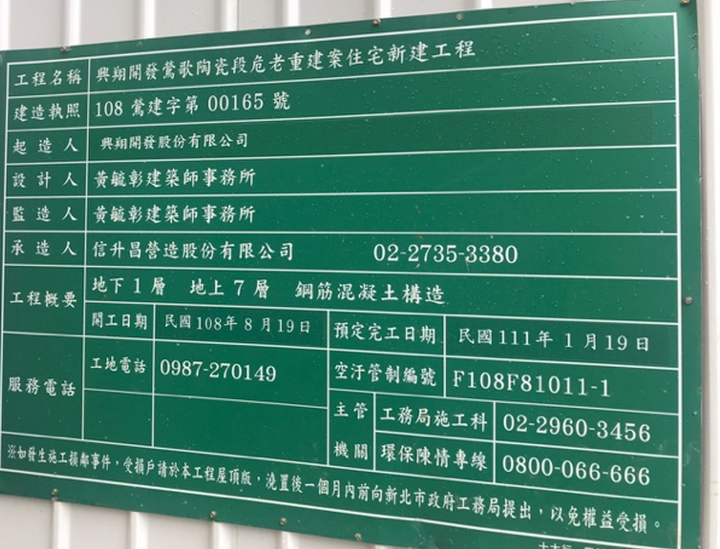 工程名稱 興翔開發鶯歌陶瓷段危老重建案住宅新建工程
建造執照 108 鶯建字第 00165 號
起造人 興翔開發股份有限公司
設計人 黃毓彰建築師事務所
監造人 黃毓彰建築師事務所
承造人 信升昌營造股份有限公司 02-2735-3380
工程概要 地下1層 地上7層 鋼筋混凝土構造
開工日期 民國108年8月19日 預定完工日期 民國111年1月19日
服務電話 工地電話 0987-270149 空汙管制編號 F108F81011-1
主管機關 工務局施工科 02-2960-3456
環保陳情專線 0800-066-666
※如發生施工損鄰事件，受損戶請於本工程屋頂版，澆置後一個月內前向新北市政府工務局提出，以免權益受損。